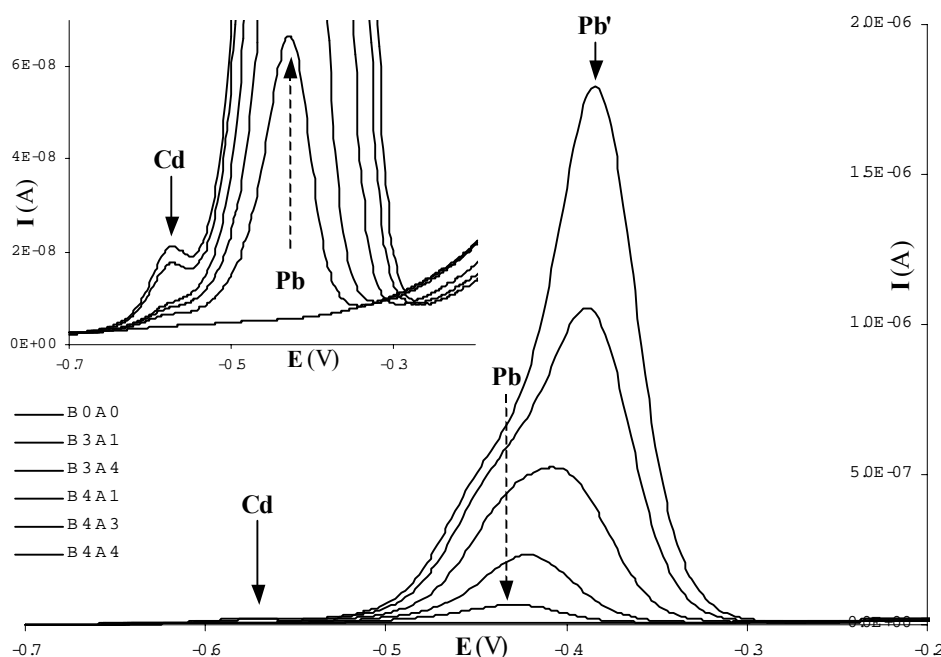 Pb'
2.0E-06
6E-08
Cd
1.5E-06
4E-08
I (A)
I (A)
2E-08
Pb
1.0E-06
0E+00
-0.7
-0.5
-0.3
E (V)
Pb
B0A0
B3A1
B3A4
B4A1
B4A3
B4A4
5.0E-07
Cd
0.0E+00
-0.7
-0.6
-0.5
E (V)
-0.4
-0.3
-0.2